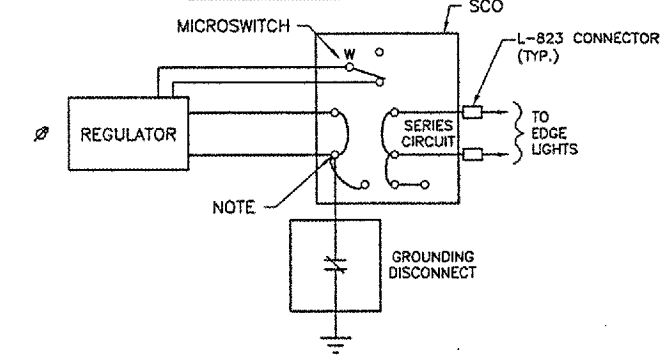 SCO
MICROSWITCH
L-823 CONNECTOR
(TYP.)
W
REGULATOR
SERIES
CIRCUIT
TO
EDGE
LIGHTS
NOTE
GROUNDING
DISCONNECT